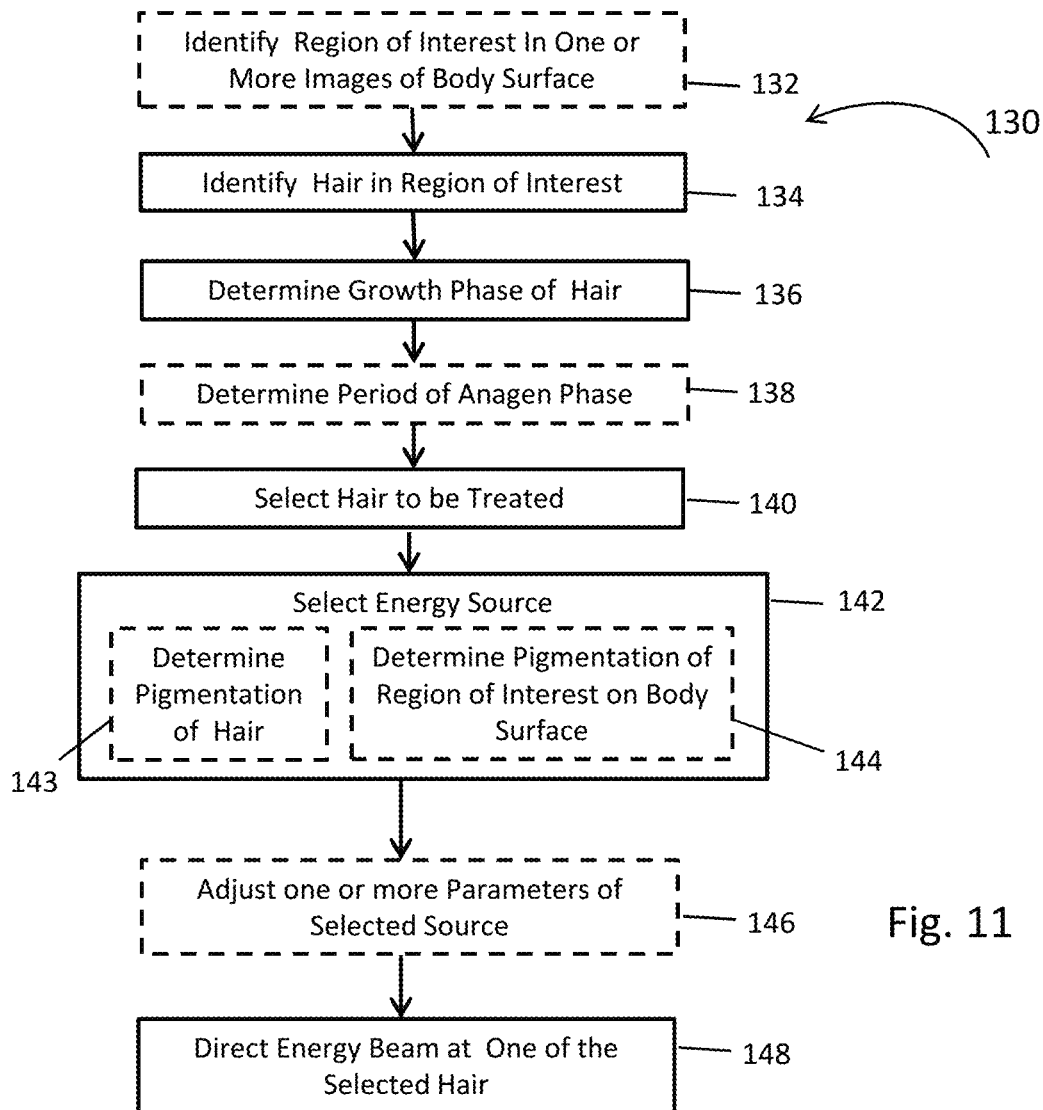 Identify Region of Interest In One or
More Images of Body Surface
132
130
Identify Hair in Region of Interest
134
Determine Growth Phase of Hair
136
Determine Period of Anagen Phase
138
Select Hair to be Treated
140
Select Energy Source
142
Determine
Pigmentation
of Hair
143
Determine Pigmentation of
Region of Interest on Body
Surface
144
Adjust one or more Parameters of
Selected Source
146
Fig. 11
Direct Energy Beam at One of the
Selected Hair
148